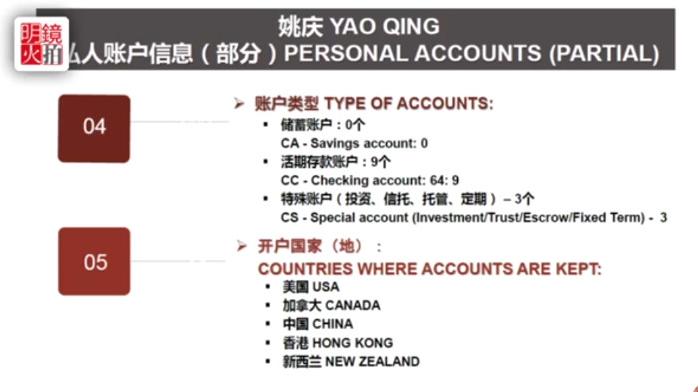 明鏡
火拍
姚庆 YAO QING
私人账户信息（部分）PERSONAL ACCOUNTS (PARTIAL)
04
➢ 账户类型 TYPE OF ACCOUNTS:
▪ 储蓄账户：0个
CA - Savings account: 0
▪ 活期存款账户：9个
CC - Checking account: 64: 9
▪ 特殊账户（投资、信托、托管、定期）– 3个
CS - Special account (Investment/Trust/Escrow/Fixed Term) - 3
05
➢ 开户国家（地）:
COUNTRIES WHERE ACCOUNTS ARE KEPT:
▪ 美国 USA
▪ 加拿大 CANADA
▪ 中国 CHINA
▪ 香港 HONG KONG
▪ 新西兰 NEW ZEALAND